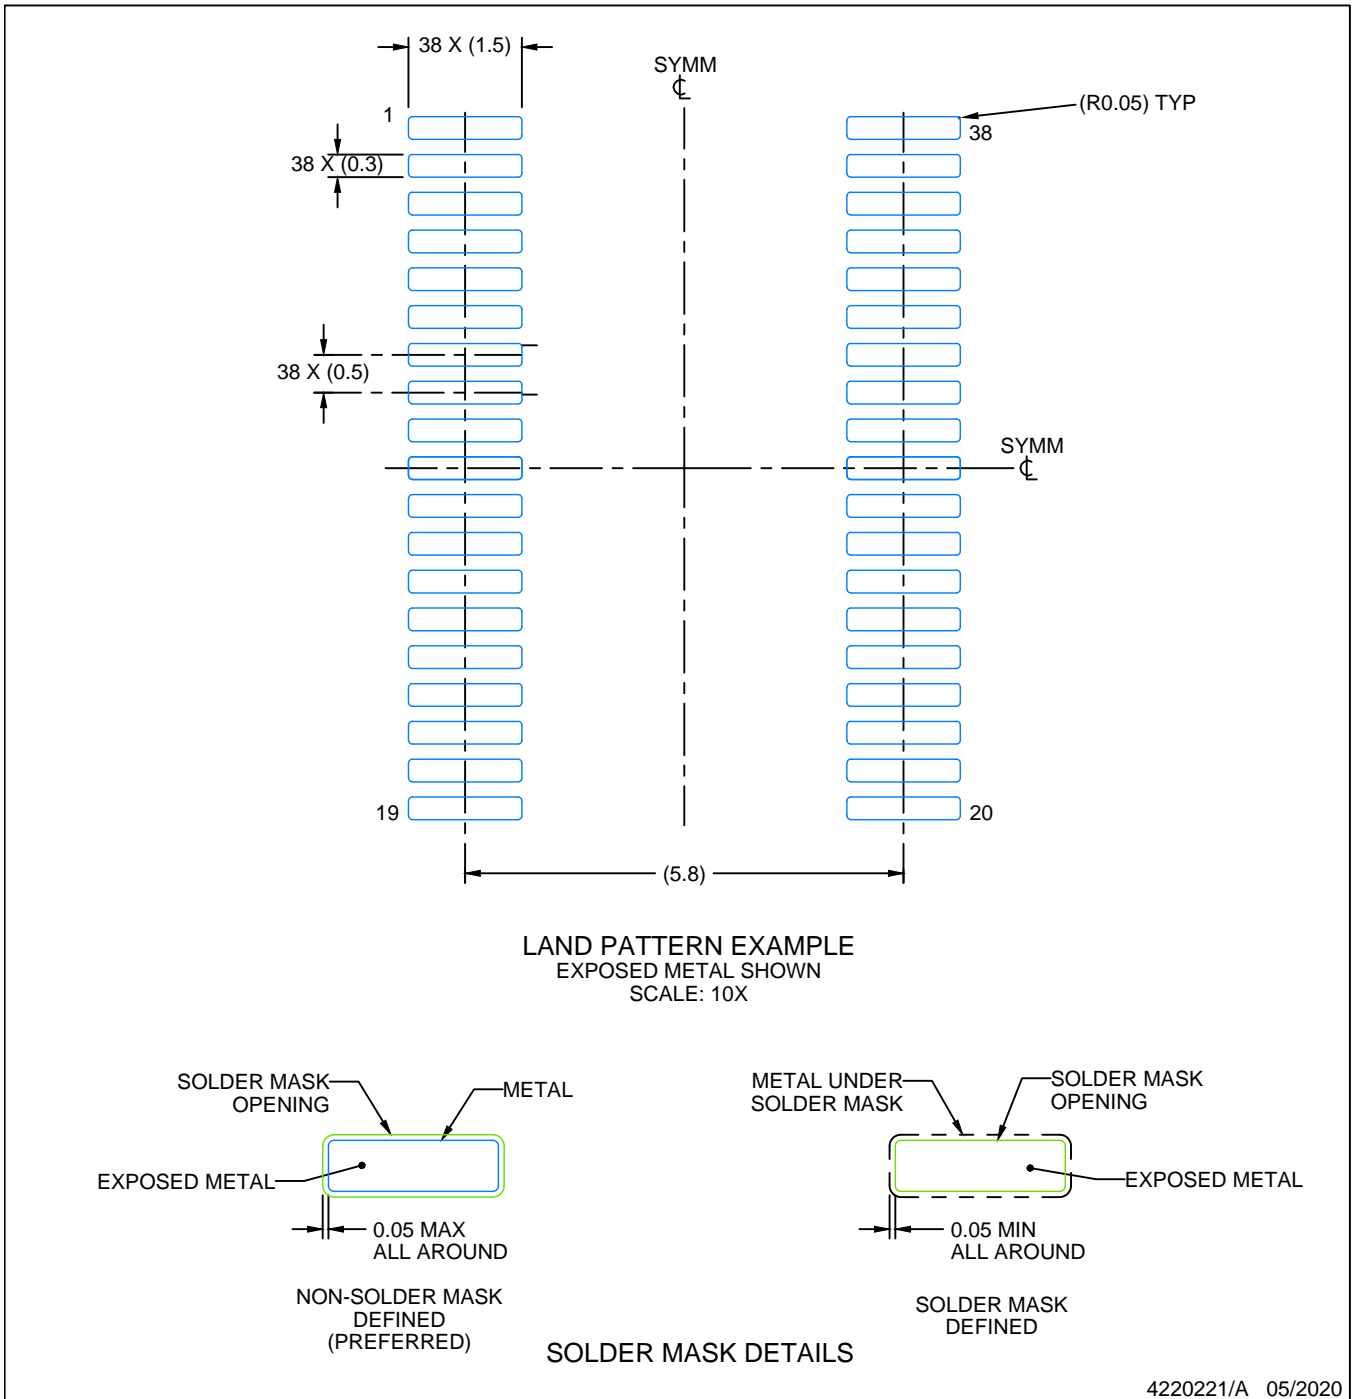 38 X (1.5)
SYMM
℄
(R0.05) TYP
1
38
38 X (0.3)
38 X (0.5)
SYMM
℄
19
20
(5.8)
LAND PATTERN EXAMPLE
EXPOSED METAL SHOWN
SCALE: 10X
SOLDER MASK
OPENING
METAL
EXPOSED METAL
0.05 MAX
ALL AROUND
NON-SOLDER MASK
DEFINED
(PREFERRED)
METAL UNDER
SOLDER MASK
SOLDER MASK
OPENING
EXPOSED METAL
0.05 MIN
ALL AROUND
SOLDER MASK
DEFINED
SOLDER MASK DETAILS
4220221/A 05/2020